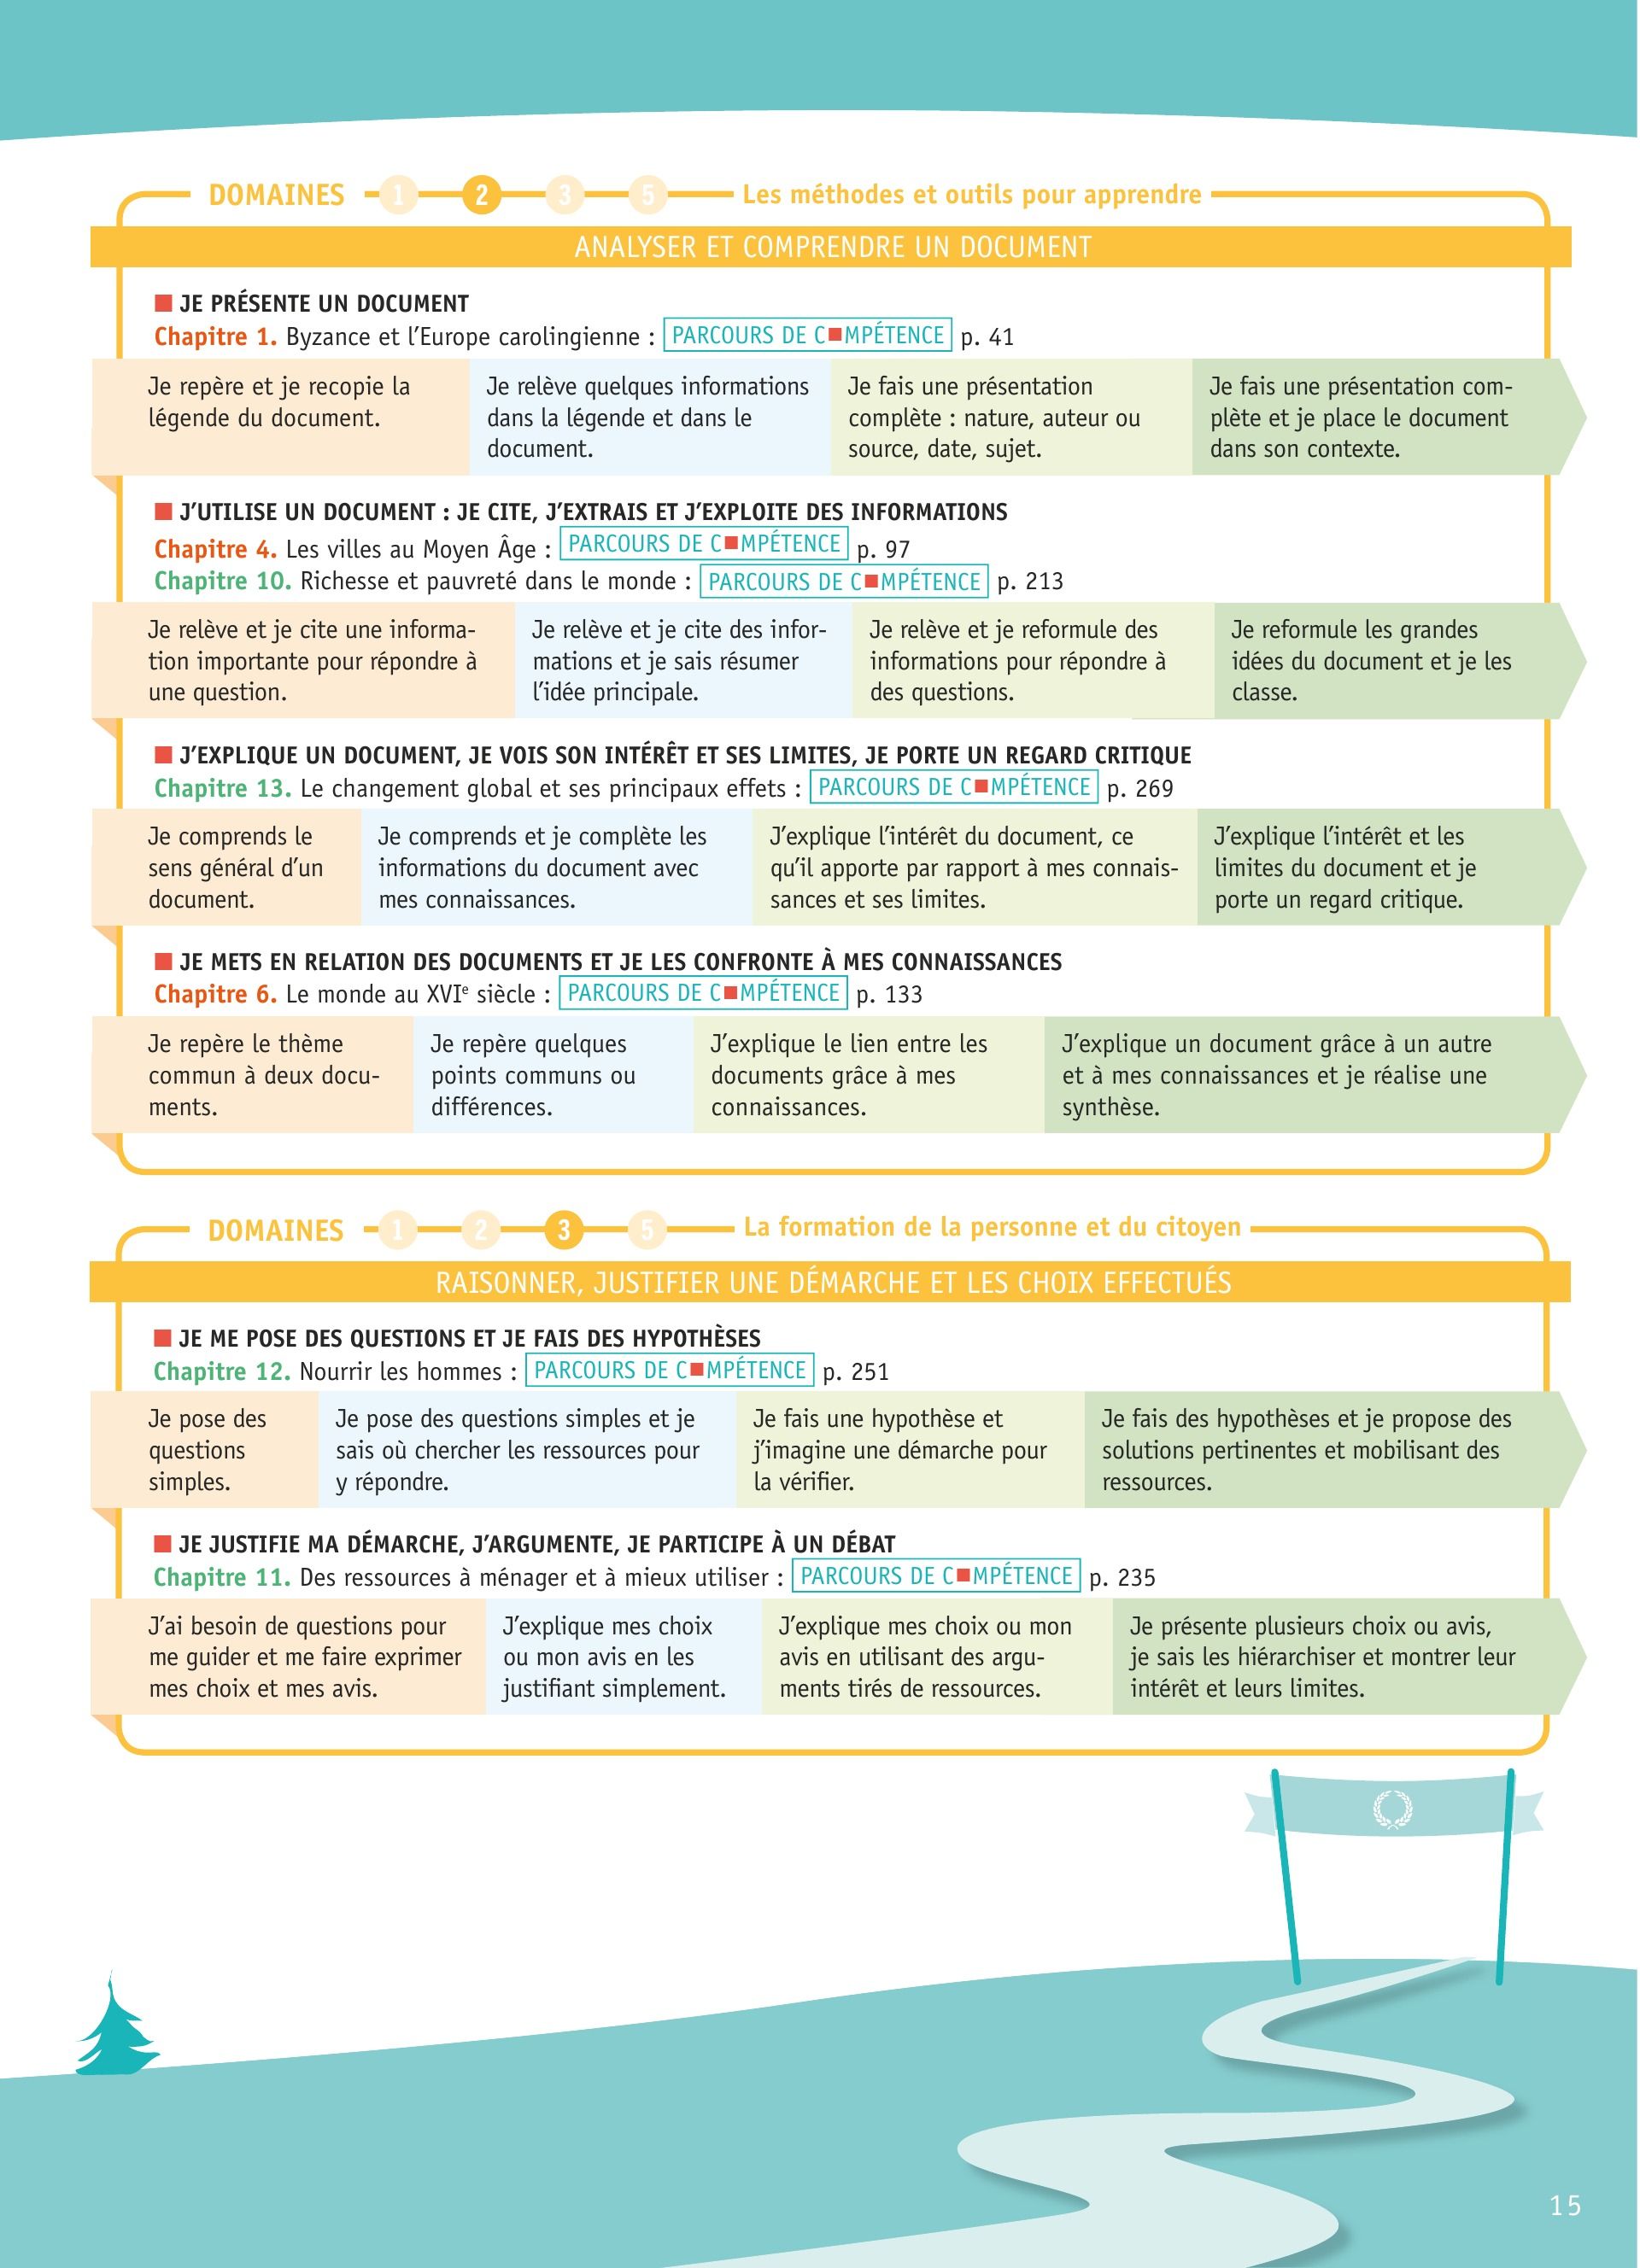 DOMAINES 1 2 3 5 Les méthodes et outils pour apprendre
ANALYSER ET COMPRENDRE UN DOCUMENT
■ JE PRÉSENTE UN DOCUMENT
Chapitre 1. Byzance et l’Europe carolingienne : PARCOURS DE C■MPÉTENCE p. 41
Je repère et je recopie la
légende du document.
Je relève quelques informations
dans la légende et dans le
document.
Je fais une présentation
complète : nature, auteur ou
source, date, sujet.
Je fais une présentation com-
plète et je place le document
dans son contexte.
■ J’UTILISE UN DOCUMENT : JE CITE, J’EXTRAIS ET J’EXPLOITE DES INFORMATIONS
Chapitre 4. Les villes au Moyen Âge : PARCOURS DE C■MPÉTENCE p. 97
Chapitre 10. Richesse et pauvreté dans le monde : PARCOURS DE C■MPÉTENCE p. 213
Je relève et je cite une informa-
tion importante pour répondre à
une question.
Je relève et je cite des infor-
mations et je sais résumer
l’idée principale.
Je relève et je reformule des
informations pour répondre à
des questions.
Je reformule les grandes
idées du document et je les
classe.
■ J’EXPLIQUE UN DOCUMENT, JE VOIS SON INTÉRÊT ET SES LIMITES, JE PORTE UN REGARD CRITIQUE
Chapitre 13. Le changement global et ses principaux effets : PARCOURS DE C■MPÉTENCE p. 269
Je comprends le
sens général d’un
document.
Je comprends et je complète les
informations du document avec
mes connaissances.
J’explique l’intérêt du document, ce
qu’il apporte par rapport à mes connais-
sances et ses limites.
J’explique l’intérêt et les
limites du document et je
porte un regard critique.
■ JE METS EN RELATION DES DOCUMENTS ET JE LES CONFRONTE À MES CONNAISSANCES
Chapitre 6. Le monde au XVIe siècle : PARCOURS DE C■MPÉTENCE p. 133
Je repère le thème
commun à deux docu-
ments.
Je repère quelques
points communs ou
différences.
J’explique le lien entre les
documents grâce à mes
connaissances.
J’explique un document grâce à un autre
et à mes connaissances et je réalise une
synthèse.
DOMAINES 1 2 3 5 La formation de la personne et du citoyen
RAISONNER, JUSTIFIER UNE DÉMARCHE ET LES CHOIX EFFECTUÉS
■ JE ME POSE DES QUESTIONS ET JE FAIS DES HYPOTHÈSES
Chapitre 12. Nourrir les hommes : PARCOURS DE C■MPÉTENCE p. 251
Je pose des
questions
simples.
Je pose des questions simples et je
sais où chercher les ressources pour
y répondre.
Je fais une hypothèse et
j’imagine une démarche pour
la vérifier.
Je fais des hypothèses et je propose des
solutions pertinentes et mobilisant des
ressources.
■ JE JUSTIFIE MA DÉMARCHE, J’ARGUMENTE, JE PARTICIPE À UN DÉBAT
Chapitre 11. Des ressources à ménager et à mieux utiliser : PARCOURS DE C■MPÉTENCE p. 235
J’ai besoin de questions pour
me guider et me faire exprimer
mes choix et mes avis.
J’explique mes choix
ou mon avis en les
justifiant simplement.
J’explique mes choix ou mon
avis en utilisant des argu-
ments tirés de ressources.
Je présente plusieurs choix ou avis,
je sais les hiérarchiser et montrer leur
intérêt et leurs limites.
15